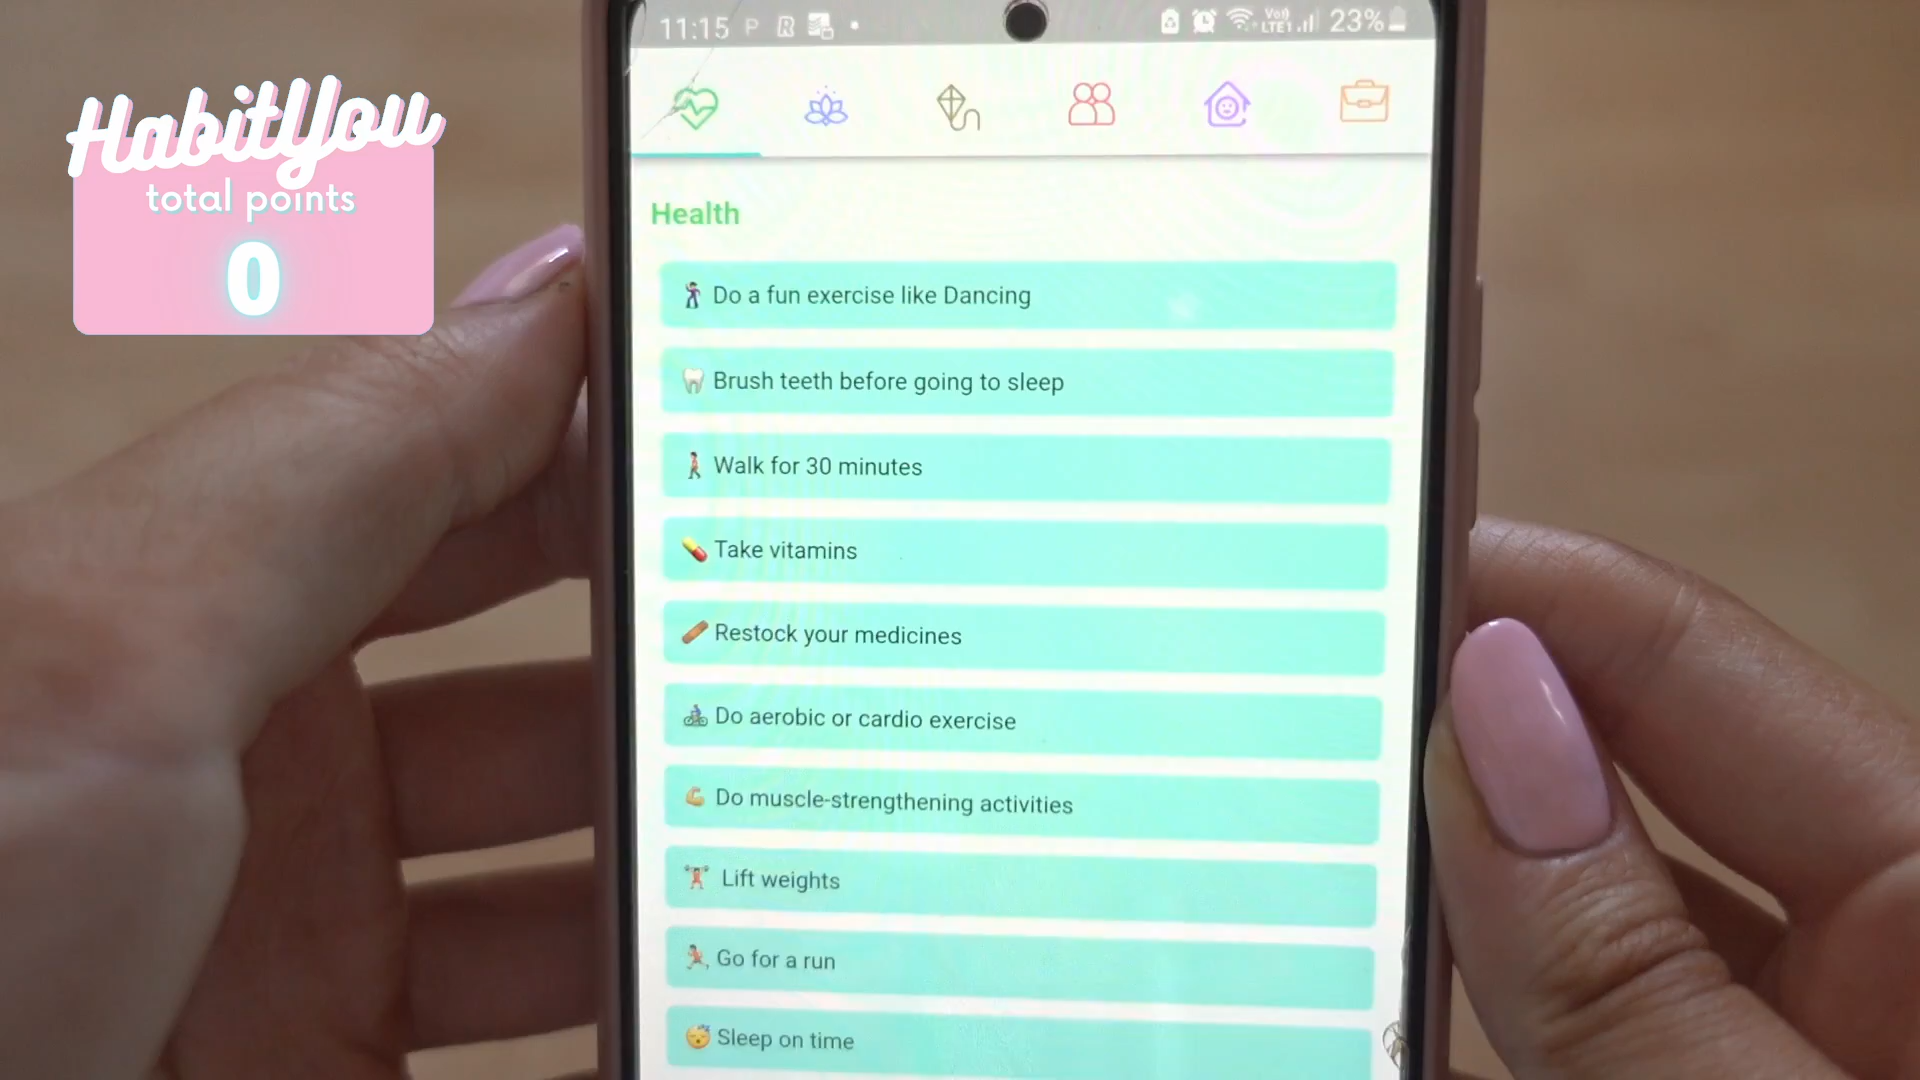 HabitYou
total points
0
11:15
Vo))
LTE1
23%
Health
Do a fun exercise like Dancing
Brush teeth before going to sleep
Walk for 30 minutes
Take vitamins
Restock your medicines
Do aerobic or cardio exercise
Do muscle-strengthening activities
Lift weights
Go for a run
Sleep on time